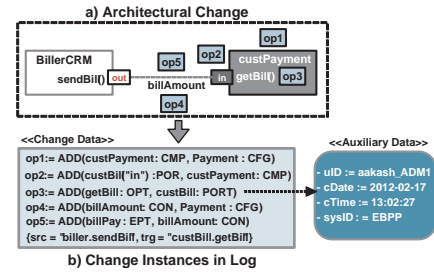 a) Architectural Change
op1
BillerCRM
sendBill()
out
op5
op2
billAmount
in
custPayment
getBill()
op3
op4
<<Change Data>>
op1:= ADD(custPayment: CMP, Payment : CFG)
op2:= ADD(custBill("in") :POR, custPayment: CMP)
op3:= ADD(getBill: OPT, custBill: PORT)
op4:= ADD(billAmount: CON, Payment : CFG)
op5:= ADD(billPay: EPT, billAmount: CON)
{src = "biller.sendBill", trg = "custBill.getBill"}
<<Auxiliary Data>>
- uID := aakash_ADM1
- cDate := 2012-02-17
- cTime := 13:02:27
- sysID : = EBPP
b) Change Instances in Log